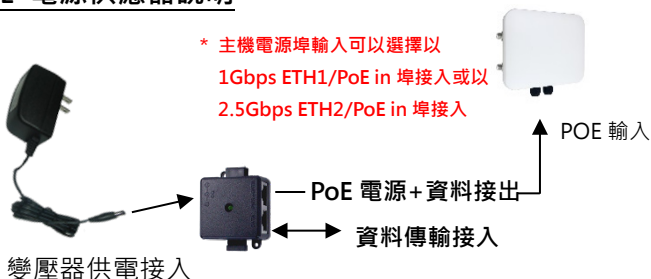 電源供應器說明
* 主機電源埠輸入可以選擇以
1Gbps ETH1/PoE in 埠接入或以
2.5Gbps ETH2/PoE in 埠接入
POE 輸入
PoE 電源+資料接出
資料傳輸接入
變壓器供電接入